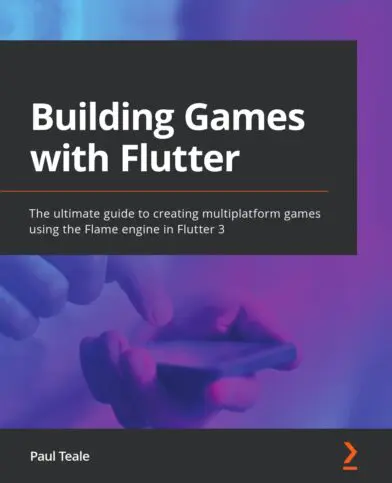 Building Games
with Flutter
The ultimate guide to creating multiplatform games
using the Flame engine in Flutter 3
Paul Teale